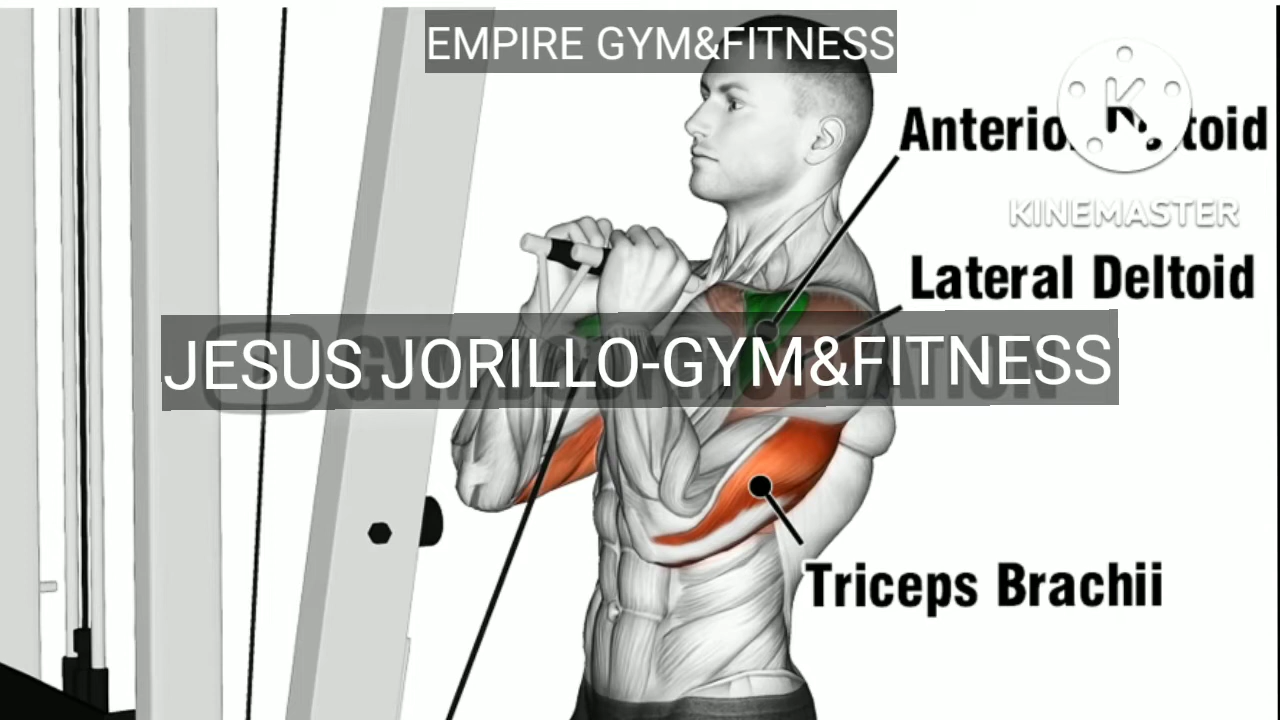 EMPIRE GYM&FITNESS
K
KINEMASTER
Lateral Deltoid
JESUS JORILLO-GYM&FITNESS
Triceps Brachii